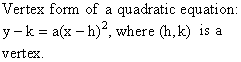 Vertex form of a quadratic equation:
y − k = a(x − h)², where (h, k) is a
vertex.